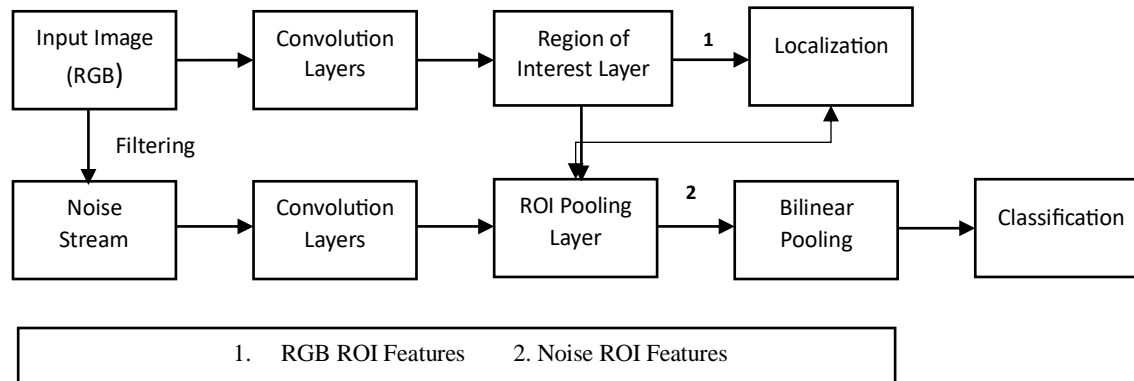 Input Image
(RGB)
Convolution
Layers
Region of
Interest Layer
1
Localization
Filtering
Noise
Stream
Convolution
Layers
ROI Pooling
Layer
2
Bilinear
Pooling
Classification
1. RGB ROI Features 2. Noise ROI Features